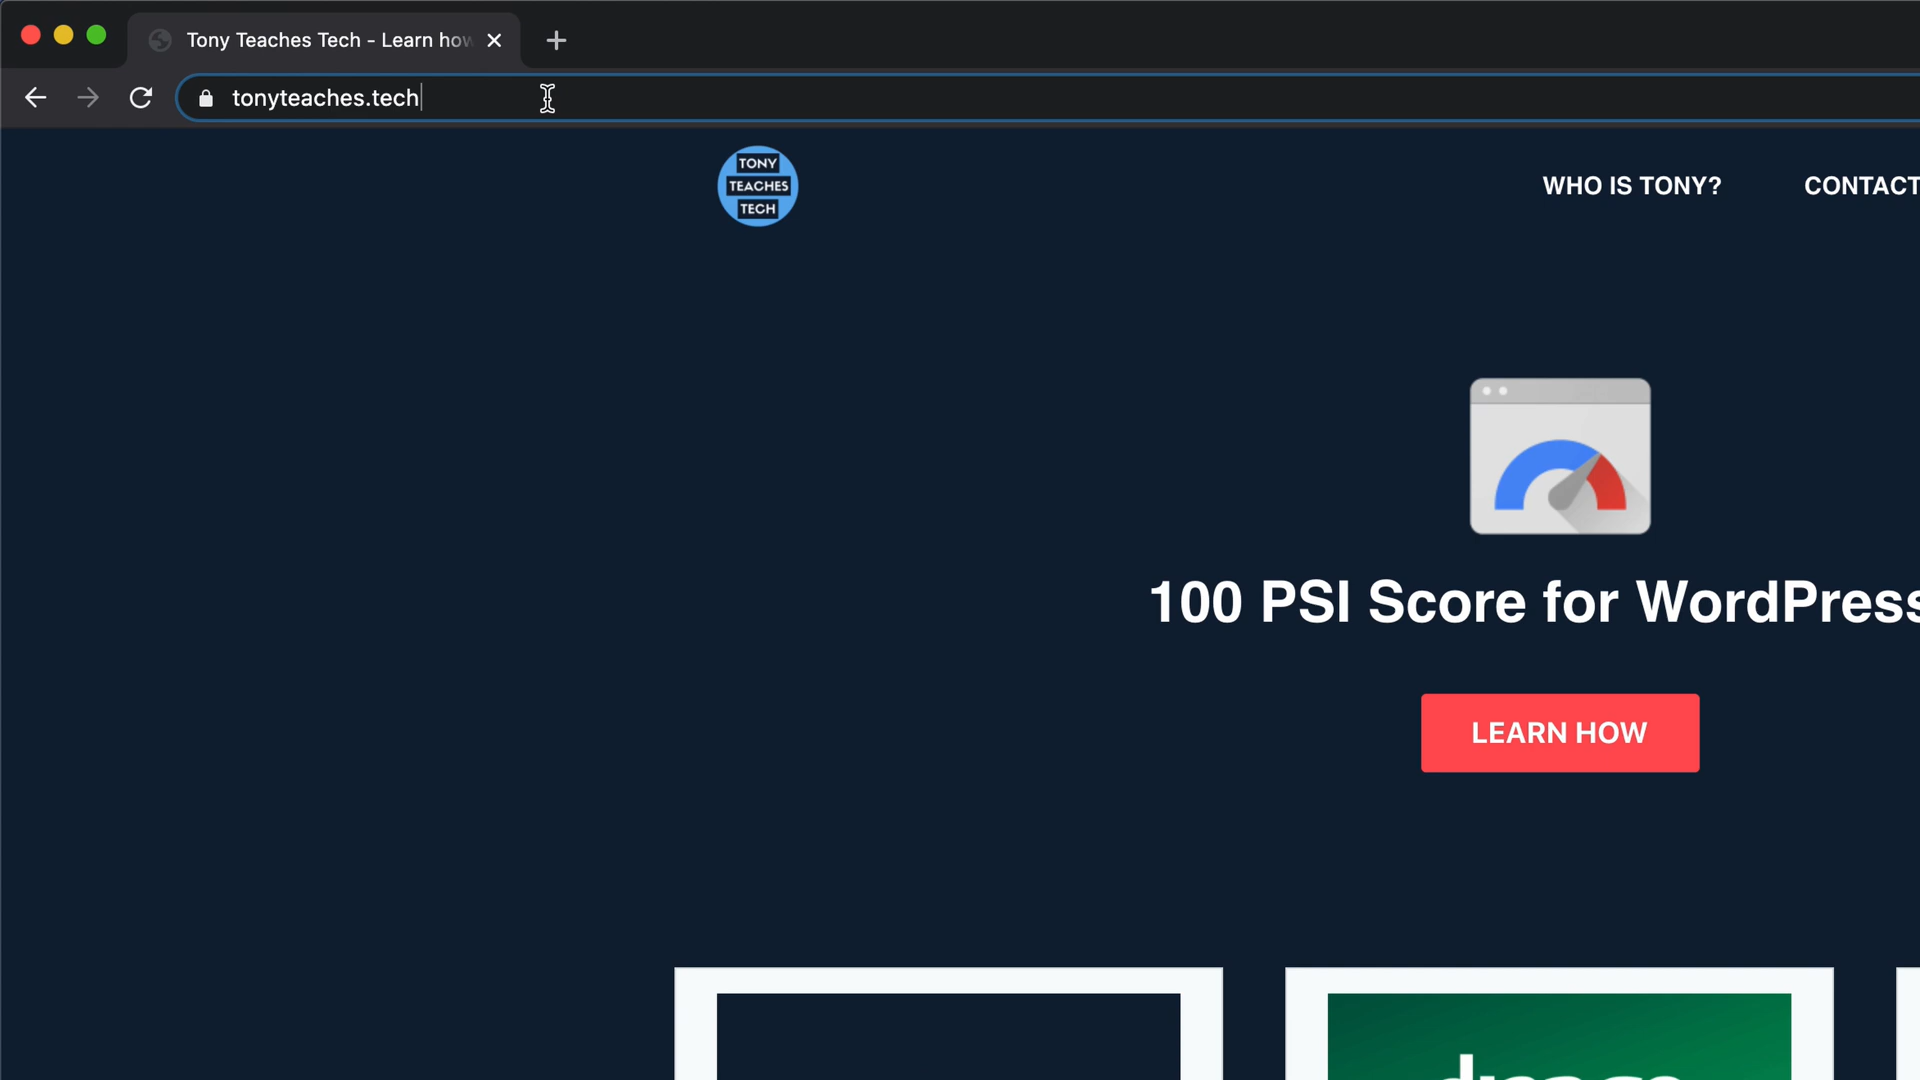 Tony Teaches Tech - Learn how
tonyteaches.tech
TONY
TEACHES
TECH
WHO IS TONY?
CONTACT
100 PSI Score for WordPress
LEARN HOW